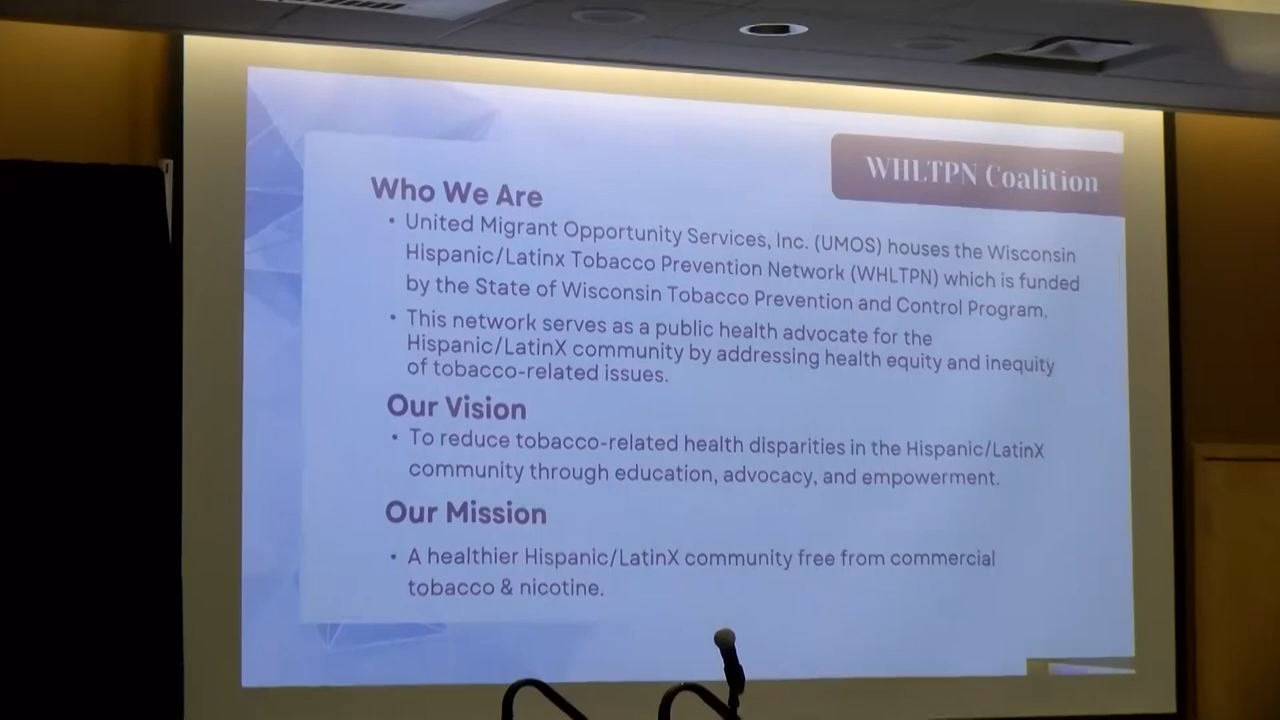 WHLTPN Coalition
Who We Are
• United Migrant Opportunity Services, Inc. (UMOS) houses the Wisconsin
Hispanic/Latinx Tobacco Prevention Network (WHLTPN) which is funded
by the State of Wisconsin Tobacco Prevention and Control Program.
• This network serves as a public health advocate for the
Hispanic/LatinX community by addressing health equity and inequity
of tobacco-related issues.
Our Vision
• To reduce tobacco-related health disparities in the Hispanic/LatinX
community through education, advocacy, and empowerment.
Our Mission
• A healthier Hispanic/LatinX community free from commercial
tobacco & nicotine.